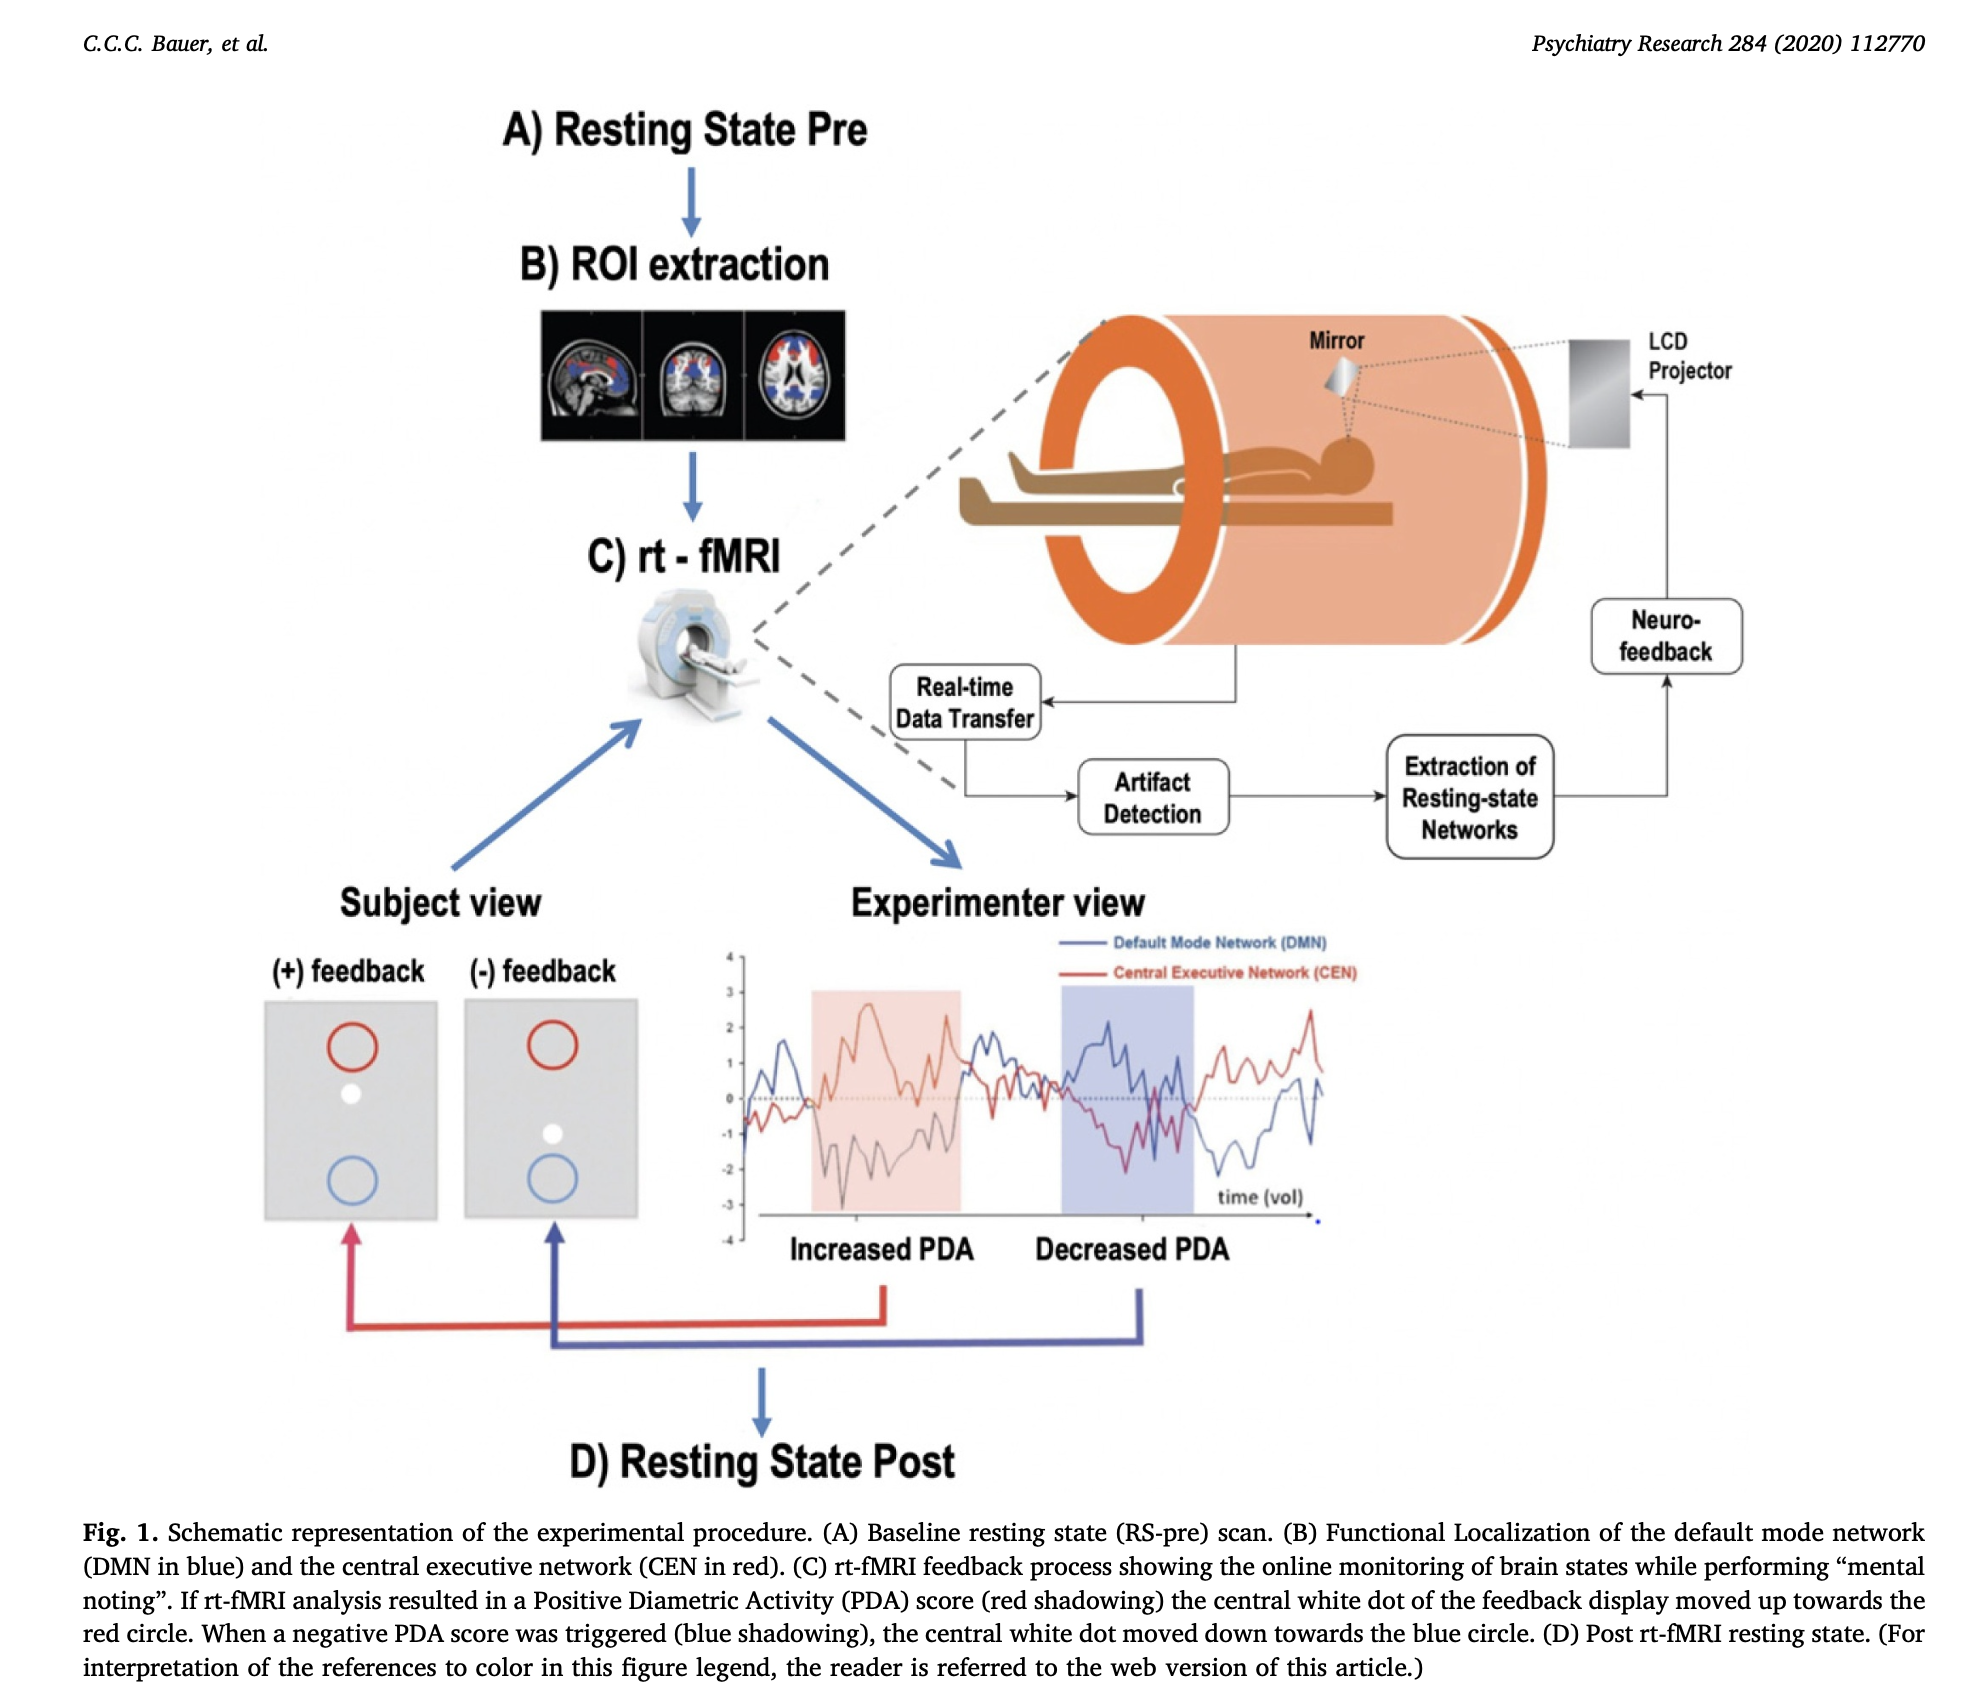 C.C.C. Bauer, et al.
Psychiatry Research 284 (2020) 112770
A) Resting State Pre
B) ROI extraction
C) rt - fMRI
Mirror
LCD
Projector
Neuro-
feedback
Real-time
Data Transfer
Artifact
Detection
Extraction of
Resting-state
Networks
Subject view
(+) feedback
(-) feedback
Experimenter view
Default Mode Network (DMN)
Central Executive Network (CEN)
4
3
2
1
0
-1
-2
-3
-4
time (vol)
Increased PDA
Decreased PDA
D) Resting State Post
Fig. 1. Schematic representation of the experimental procedure. (A) Baseline resting state (RS-pre) scan. (B) Functional Localization of the default mode network
(DMN in blue) and the central executive network (CEN in red). (C) rt-fMRI feedback process showing the online monitoring of brain states while performing “mental
noting”. If rt-fMRI analysis resulted in a Positive Diametric Activity (PDA) score (red shadowing) the central white dot of the feedback display moved up towards the
red circle. When a negative PDA score was triggered (blue shadowing), the central white dot moved down towards the blue circle. (D) Post rt-fMRI resting state. (For
interpretation of the references to color in this figure legend, the reader is referred to the web version of this article.)